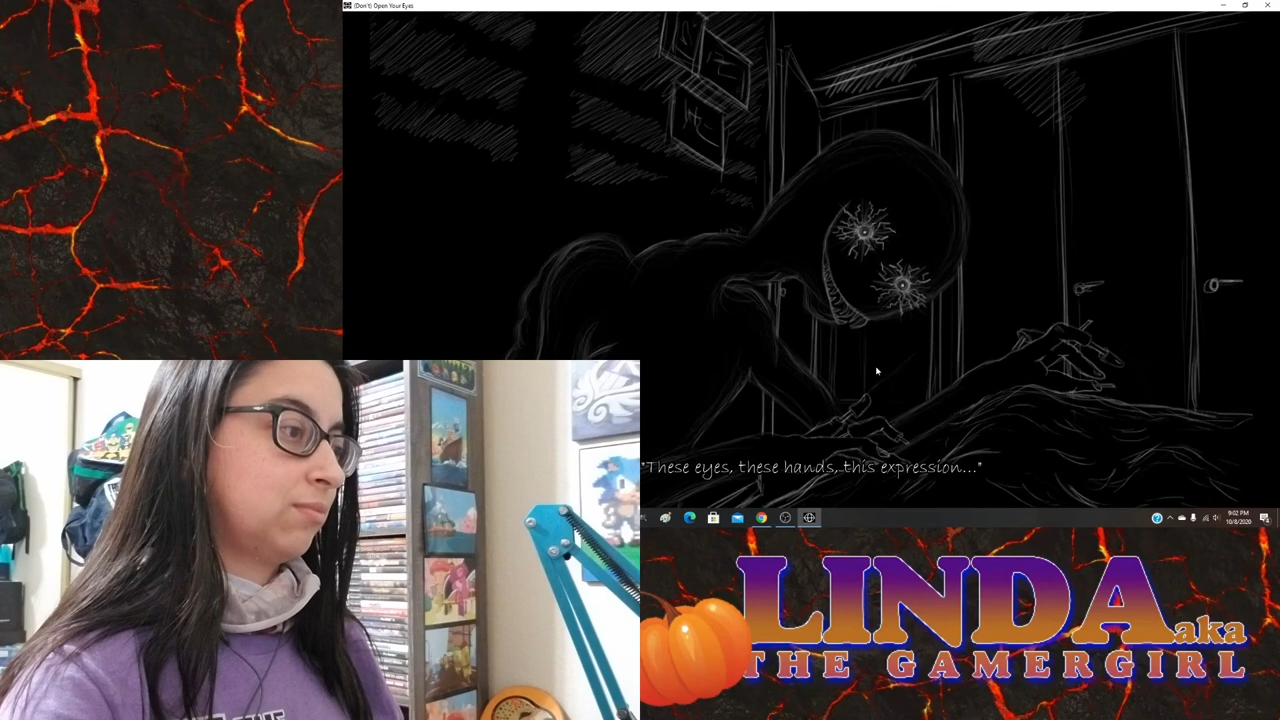 (Don't) Open Your Eyes
"These eyes, these hands, this expression..."
9:02 PM
10/8/2020
LINDA aka
THE GAMERGIRL